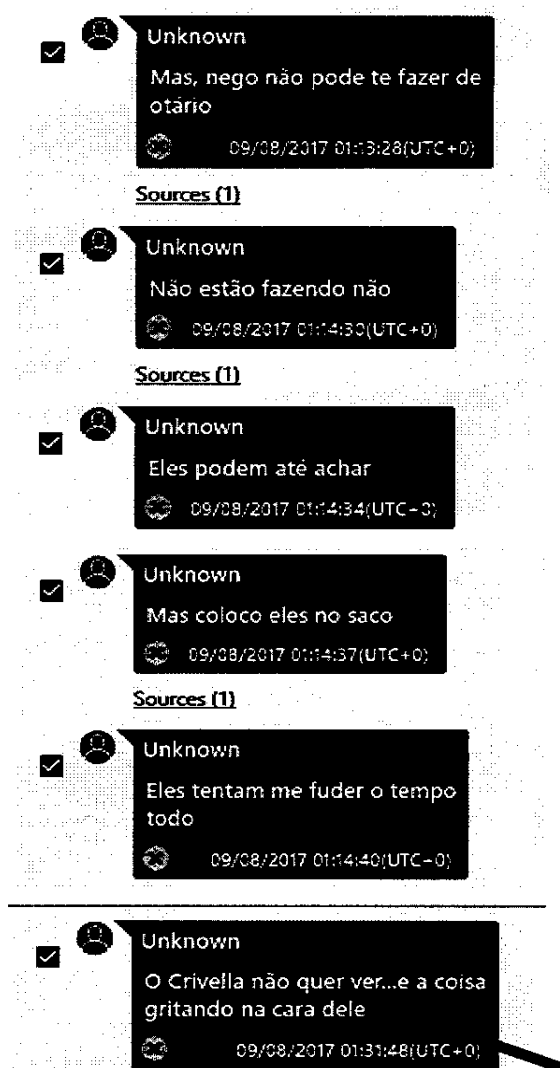 Unknown
Mas, nego não pode te fazer de
otário
09/08/2017 01:13:28(UTC+0)
Sources (1)
Unknown
Não estão fazendo não
09/08/2017 01:14:30(UTC+0)
Sources (1)
Unknown
Eles podem até achar
09/08/2017 01:14:34(UTC+0)
Unknown
Mas coloco eles no saco
09/08/2017 01:14:37(UTC+0)
Sources (1)
Unknown
Eles tentam me fuder o tempo
todo
09/08/2017 01:14:40(UTC+0)
Unknown
O Crivella não quer ver...e a coisa
gritando na cara dele
09/08/2017 01:31:48(UTC+0)